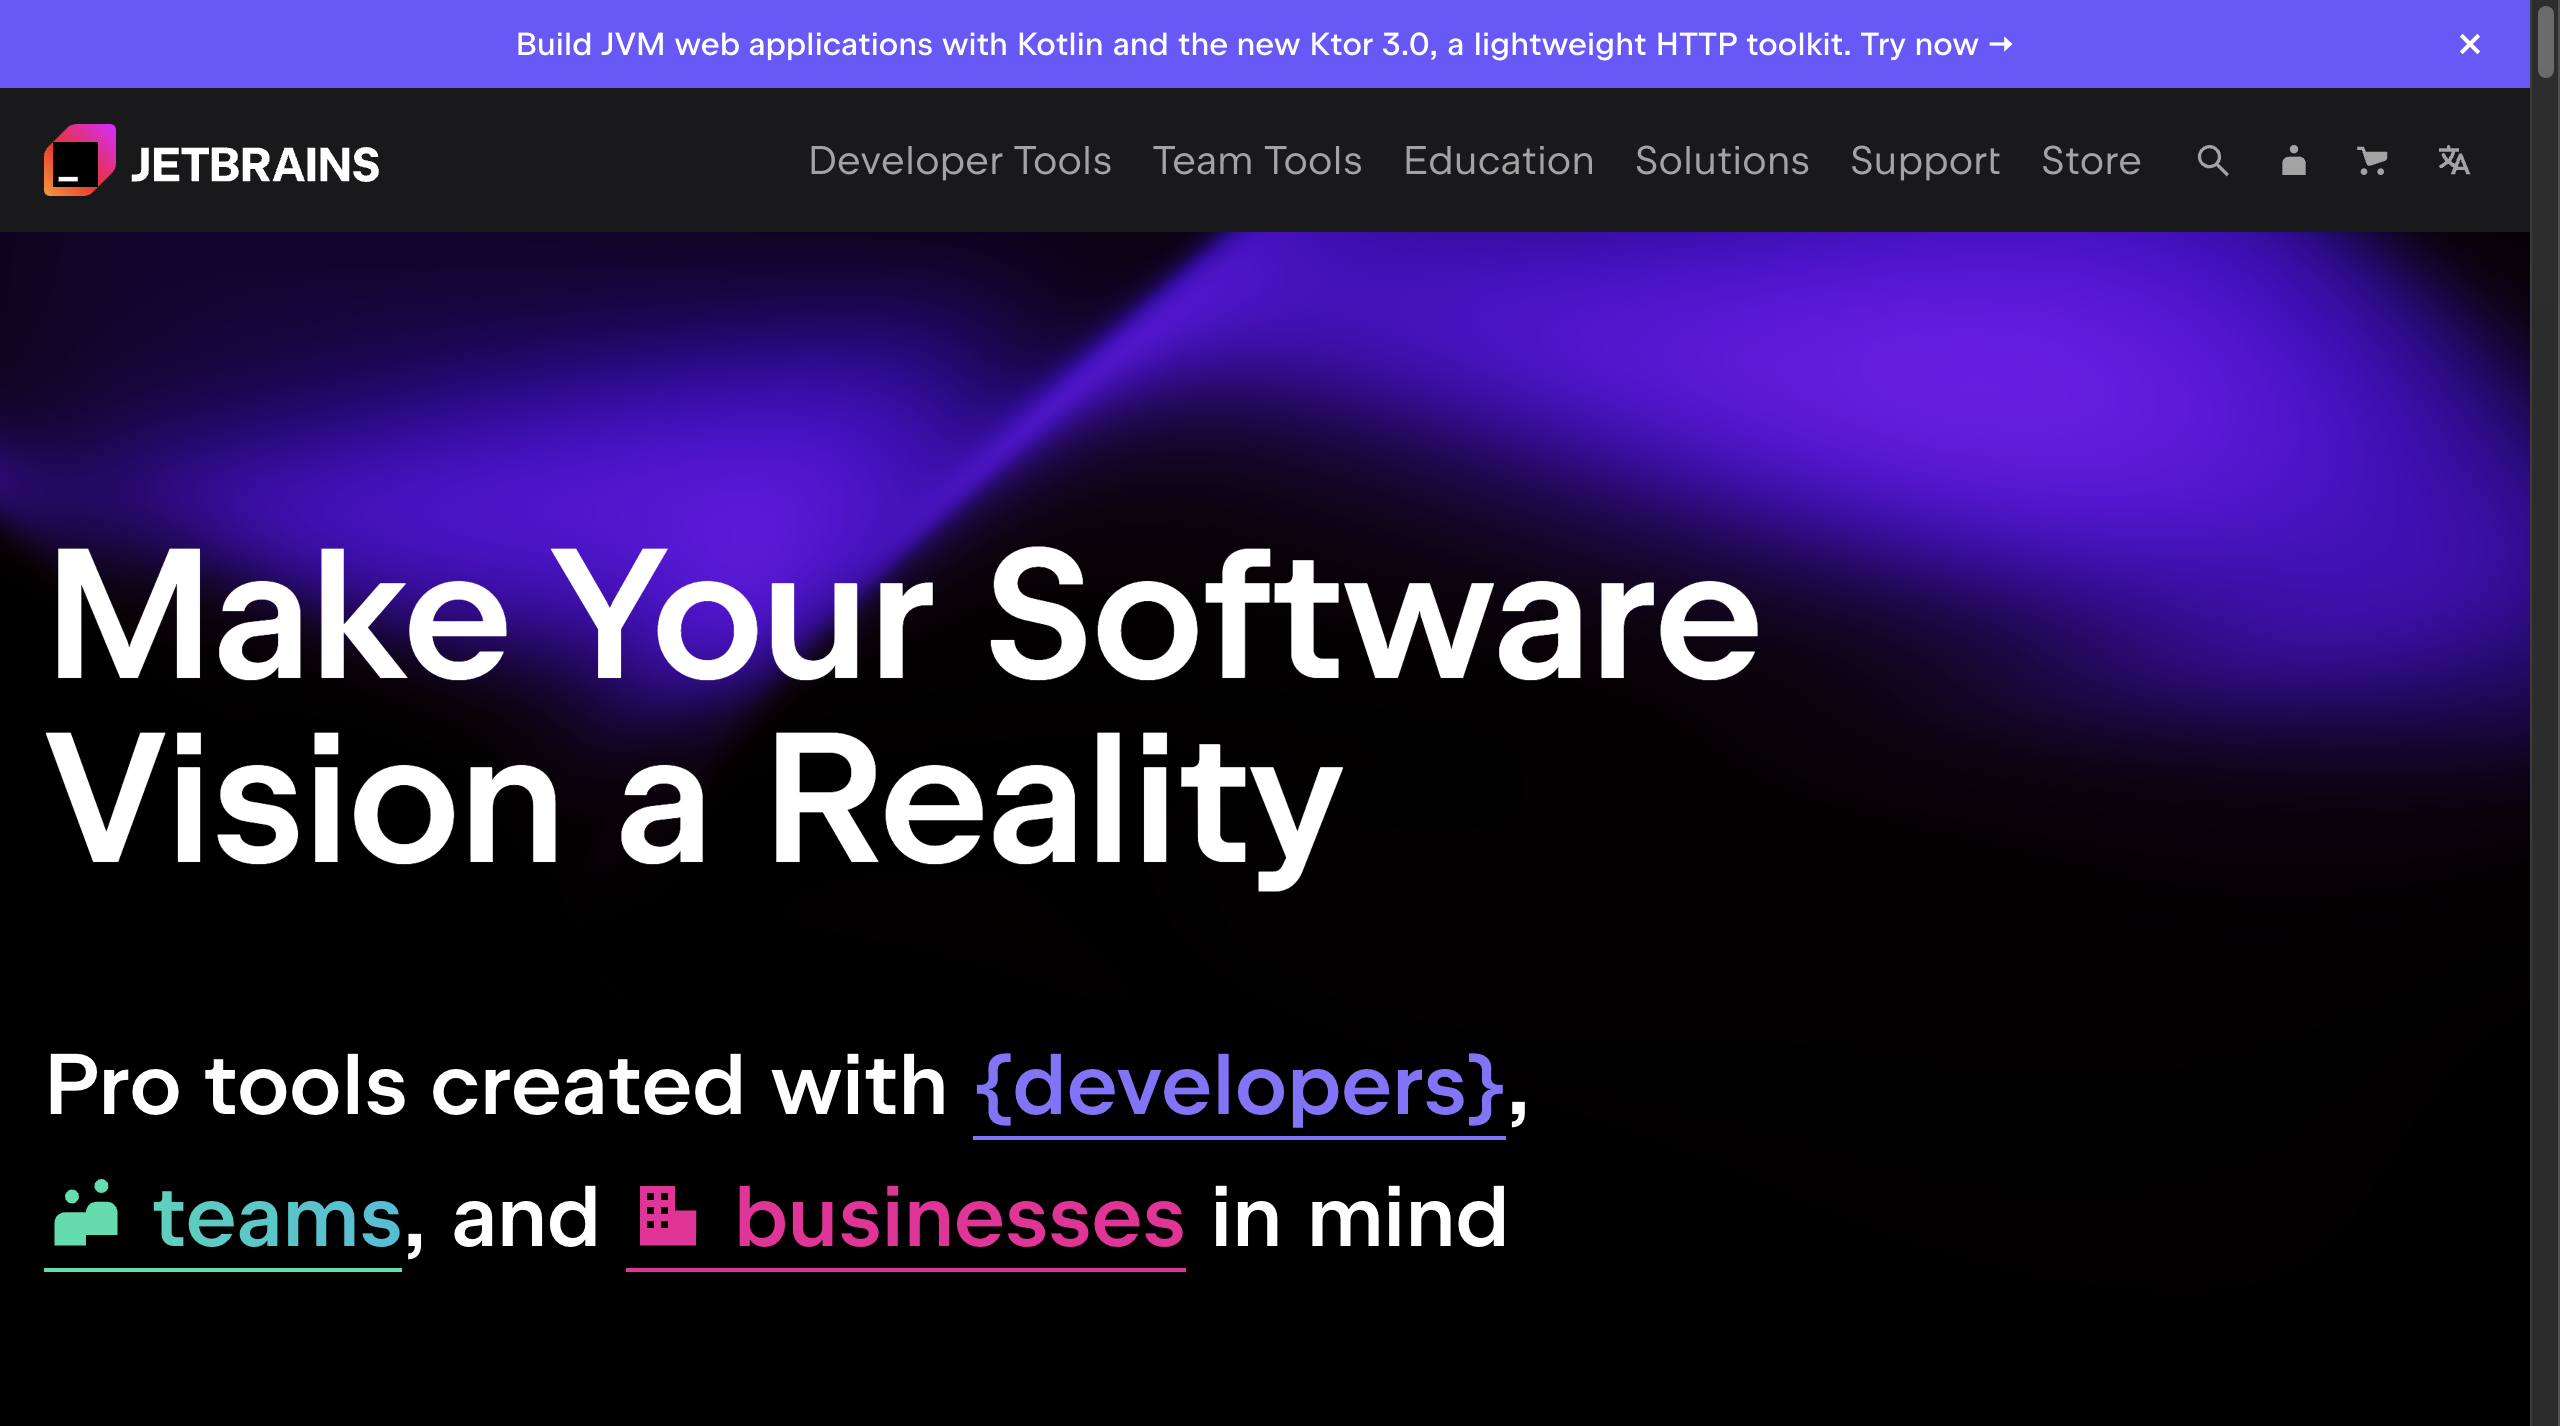 Build JVM web applications with Kotlin and the new Ktor 3.0, a lightweight HTTP toolkit. Try now →
JETBRAINS
Developer Tools Team Tools Education Solutions Support Store
Make Your Software
Vision a Reality
Pro tools created with {developers},
teams, and businesses in mind